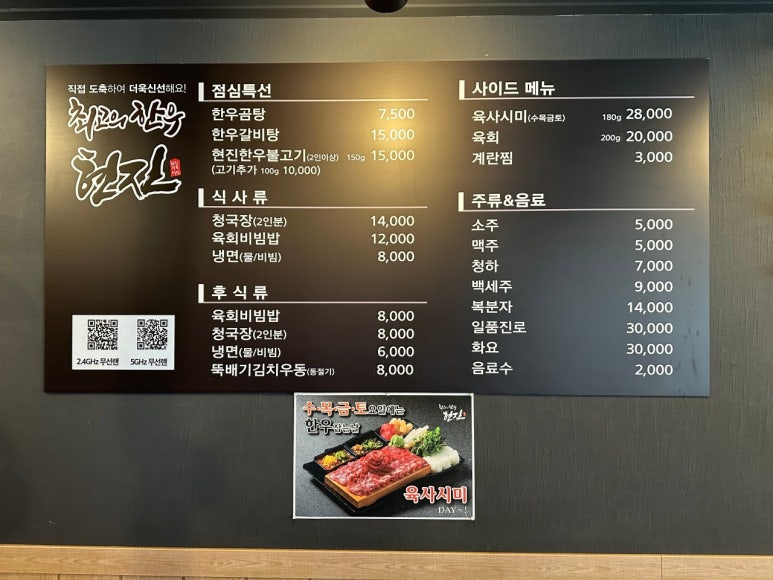 직접 도축하여 더욱신선해요!
최고의 한우
현진
2.4GHz 무선랜
5GHz 무선랜
점심특선
한우곰탕 7,500
한우갈비탕 15,000
현진한우불고기(2인이상) 150g 15,000
(고기추가 100g 10,000)
식사류
청국장(2인분) 14,000
육회비빔밥 12,000
냉면(물/비빔) 8,000
후식류
육회비빔밥 8,000
청국장(2인분) 8,000
냉면(물/비빔) 6,000
뚝배기김치우동(동절기) 8,000
사이드 메뉴
육사시미(수목금토) 180g 28,000
육회 200g 20,000
계란찜 3,000
주류&음료
소주 5,000
맥주 5,000
청하 7,000
백세주 9,000
복분자 14,000
일품진로 30,000
화요 30,000
음료수 2,000
수·목·금·토요일에는
한우사는날
최고의 한우
현진
육사시미
DAY~!